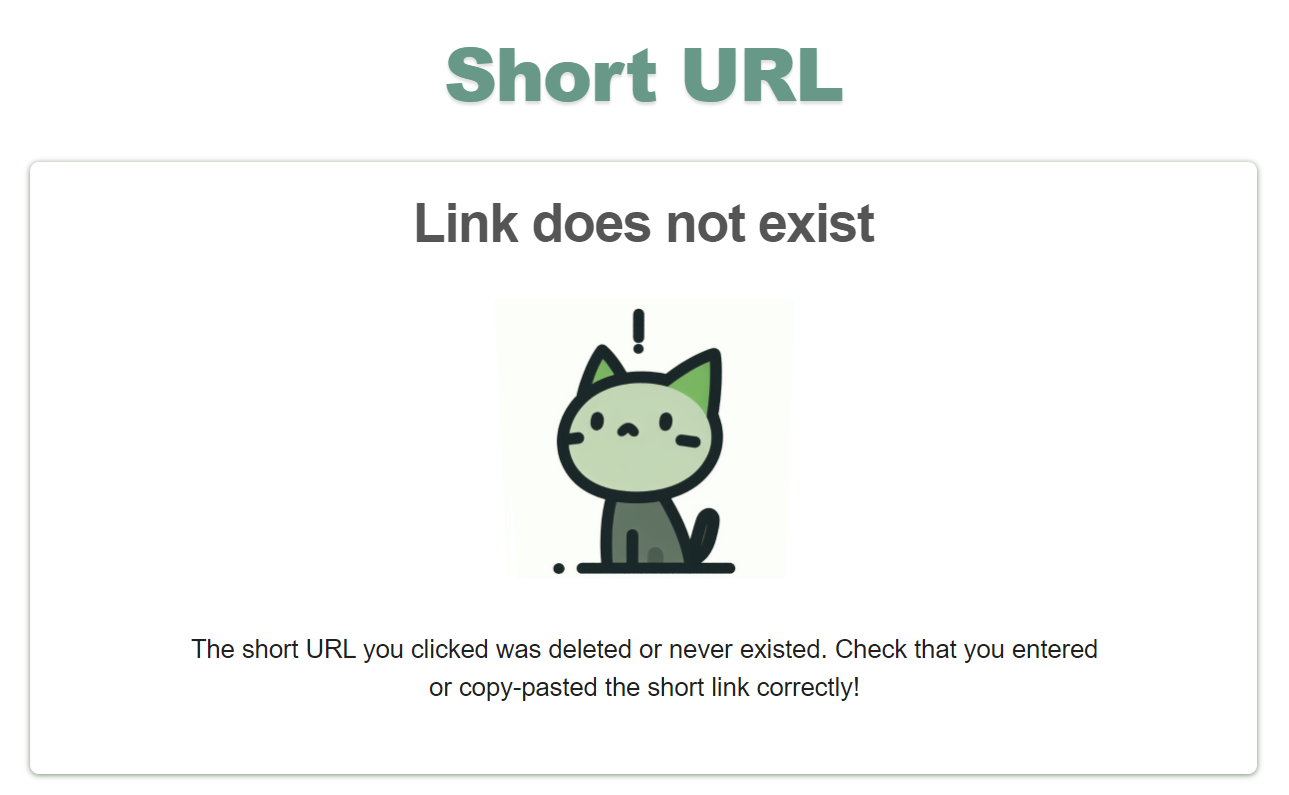 Short URL
Link does not exist
!
The short URL you clicked was deleted or never existed. Check that you entered
or copy-pasted the short link correctly!